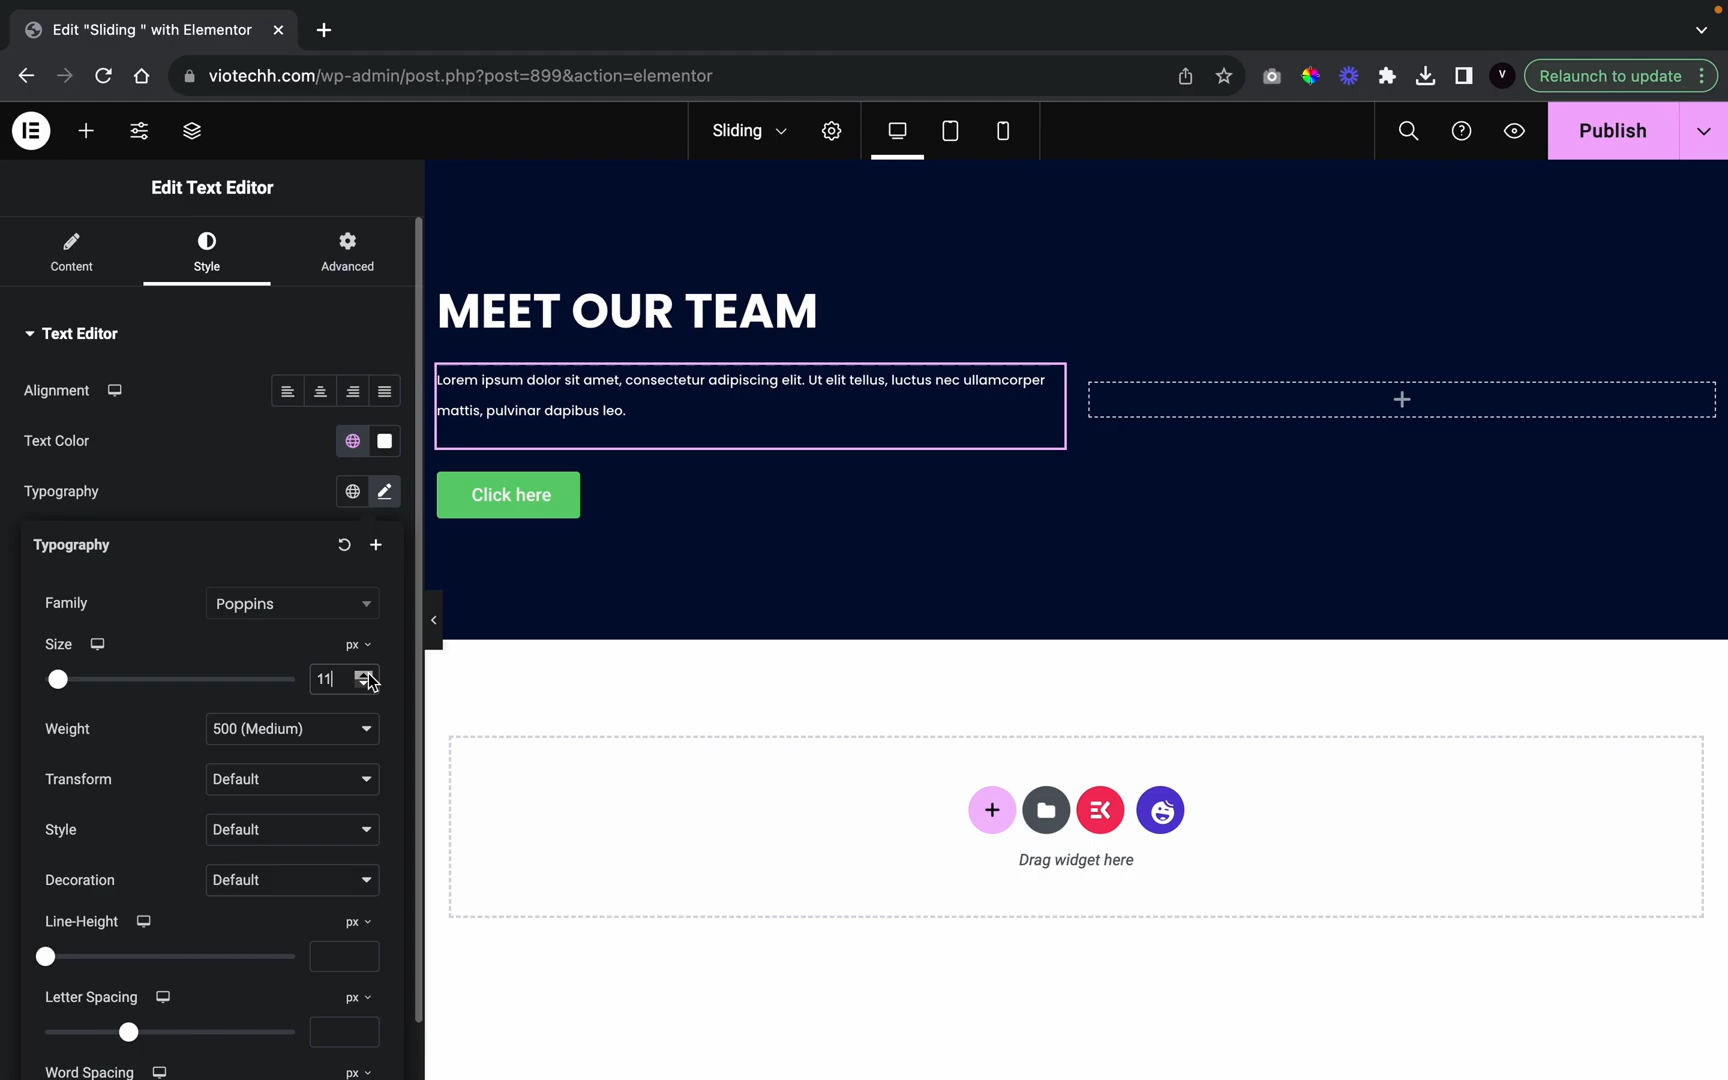 Edit "Sliding " with Elementor
viotechh.com/wp-admin/post.php?post=899&action=elementor
V
Relaunch to update
Sliding
Publish
Edit Text Editor
Content
Style
Advanced
Text Editor
Alignment
Text Color
Typography
Typography
Family
Poppins
Size
px
11
Weight
500 (Medium)
Transform
Default
Style
Default
Decoration
Default
Line-Height
px
Letter Spacing
px
Word Spacing
px
MEET OUR TEAM
Lorem ipsum dolor sit amet, consectetur adipiscing elit. Ut elit tellus, luctus nec ullamcorper
mattis, pulvinar dapibus leo.
Click here
Drag widget here